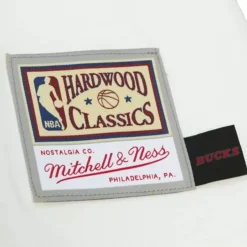 HARDWOOD
NBA
CLASSICS
NOSTALGIA CO.
Mitchell & Ness
PHILADELPHIA, PA.
BUCKS